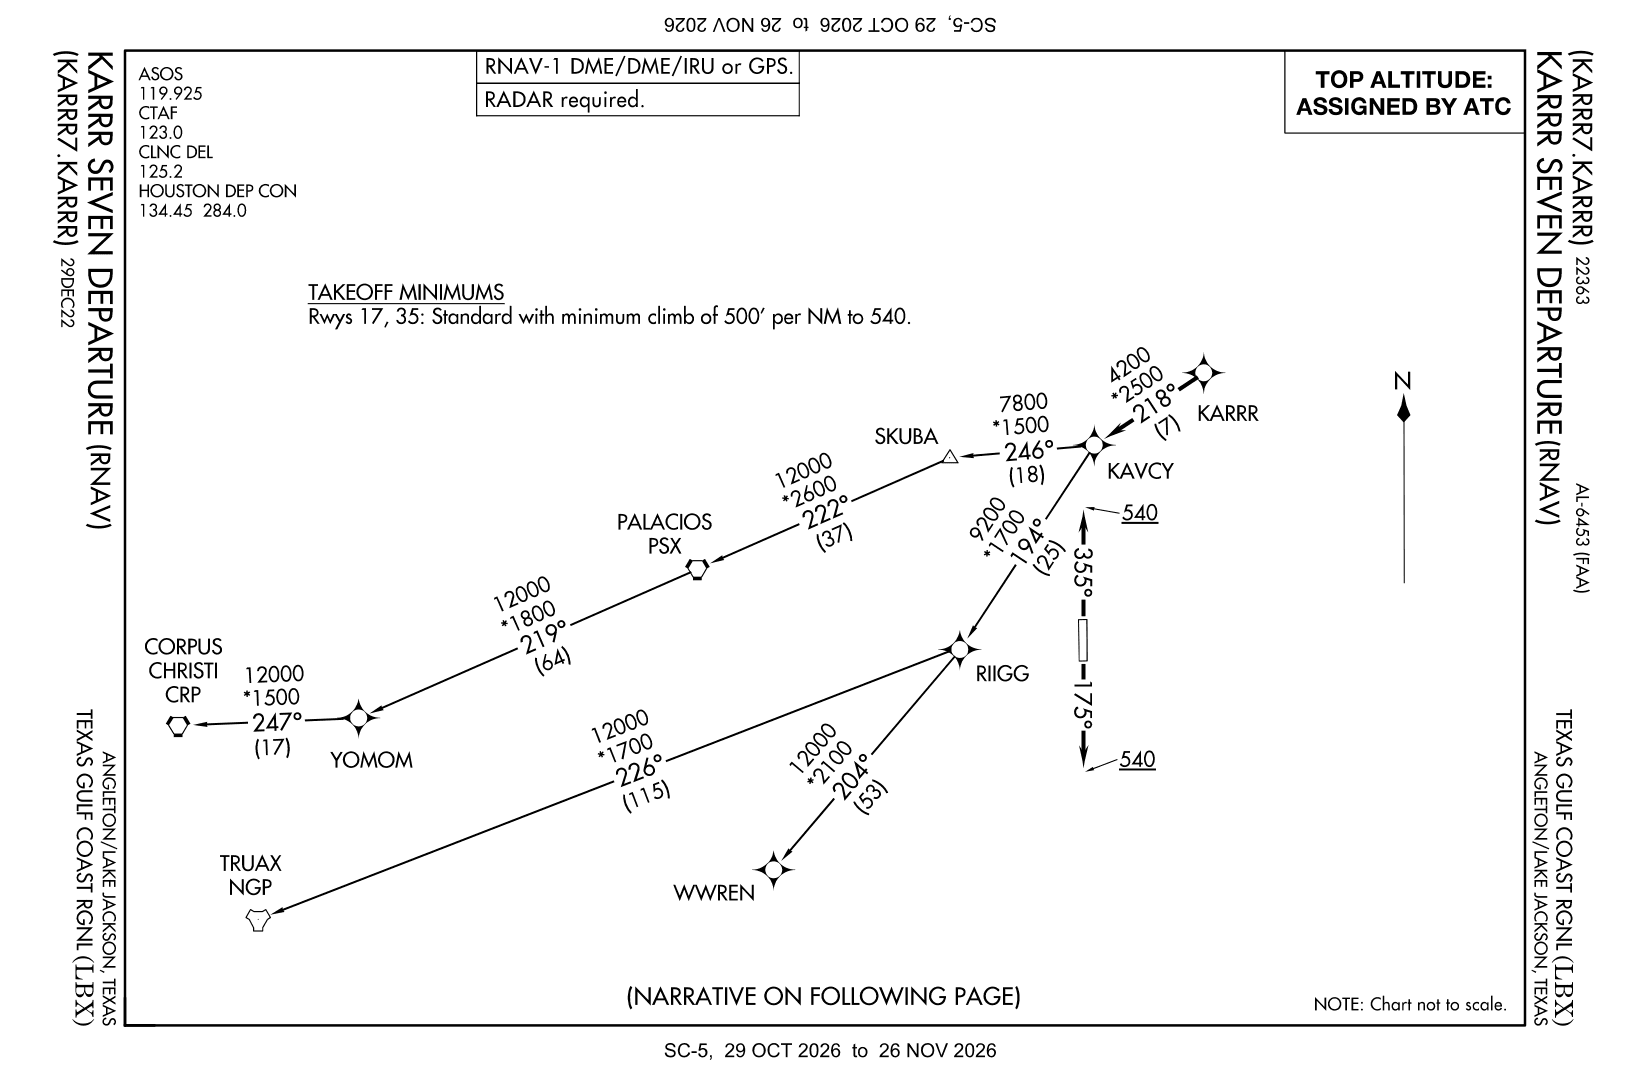 SC-5, 29 OCT 2026 to 26 NOV 2026
(KARRR7.KARRR) 29DEC22
KARRR SEVEN DEPARTURE (RNAV)
TEXAS GULF COAST RGNL (LBX)
ANGLETON/LAKE JACKSON, TEXAS
ASOS
119.925
CTAF
123.0
CLNC DEL
125.2
HOUSTON DEP CON
134.45 284.0
RNAV-1 DME/DME/IRU or GPS.
RADAR required.
TOP ALTITUDE:
ASSIGNED BY ATC
(KARRR7.KARRR) 22363
KARRR SEVEN DEPARTURE (RNAV)
AL-6453 (FAA)
TEXAS GULF COAST RGNL (LBX)
ANGLETON/LAKE JACKSON, TEXAS
TAKEOFF MINIMUMS
Rwys 17, 35: Standard with minimum climb of 500' per NM to 540.
4200
*2500
218°
(7)
KARRR
N
7800
*1500
246°
(18)
SKUBA
KAVCY
12000
*2600
222°
(37)
PALACIOS
PSX
9200
*1700
194°
(25)
540
355°
175°
540
12000
*1800
219°
(64)
CORPUS
CHRISTI
CRP
12000
*1500
247°
(17)
YOMOM
RIIGG
12000
*1700
226°
(115)
12000
*2100
204°
(53)
TRUAX
NGP
WWREN
(NARRATIVE ON FOLLOWING PAGE)
NOTE: Chart not to scale.
SC-5, 29 OCT 2026 to 26 NOV 2026